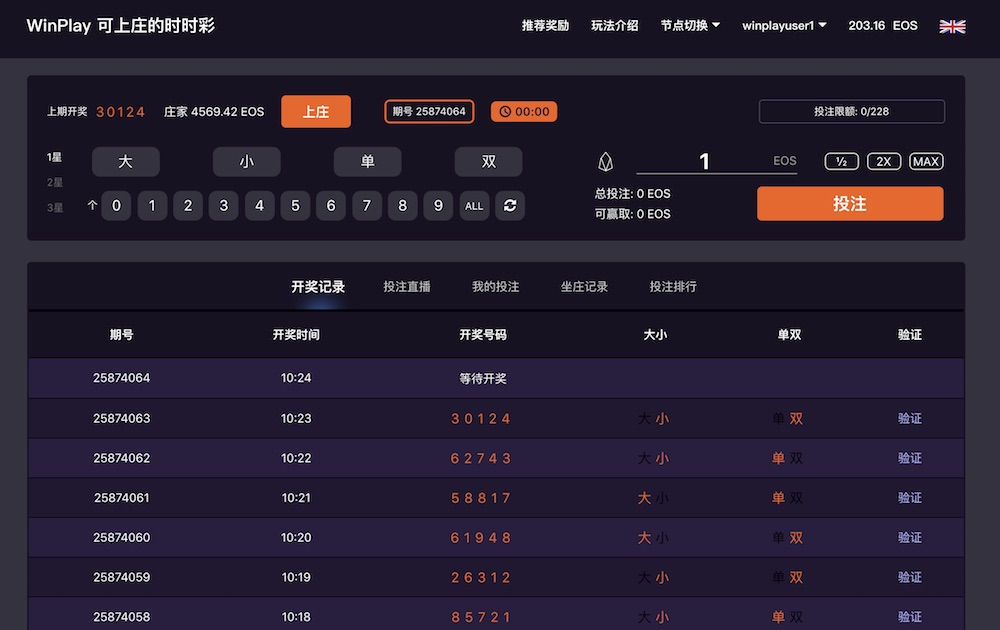 WinPlay 可上庄的时时彩 推荐奖励 玩法介绍 节点切换 winplayuser1 203.16 EOS
上期开奖 30124 庄家 4569.42 EOS 上庄 期号 25874064 00:00 投注限额: 0/228
1星 大 小 单 双 1 EOS ½ 2X MAX
2星
3星 个 0 1 2 3 4 5 6 7 8 9 ALL
总投注: 0 EOS
可赢取: 0 EOS
投注
开奖记录 投注直播 我的投注 坐庄记录 投注排行
期号 开奖时间 开奖号码 大小 单双 验证
25874064 10:24 等待开奖
25874063 10:23 30124 大 小 单 双 验证
25874062 10:22 62743 大 小 单 双 验证
25874061 10:21 58817 大 小 单 双 验证
25874060 10:20 61948 大 小 单 双 验证
25874059 10:19 26312 大 小 单 双 验证
25874058 10:18 85721 大 小 单 双 验证